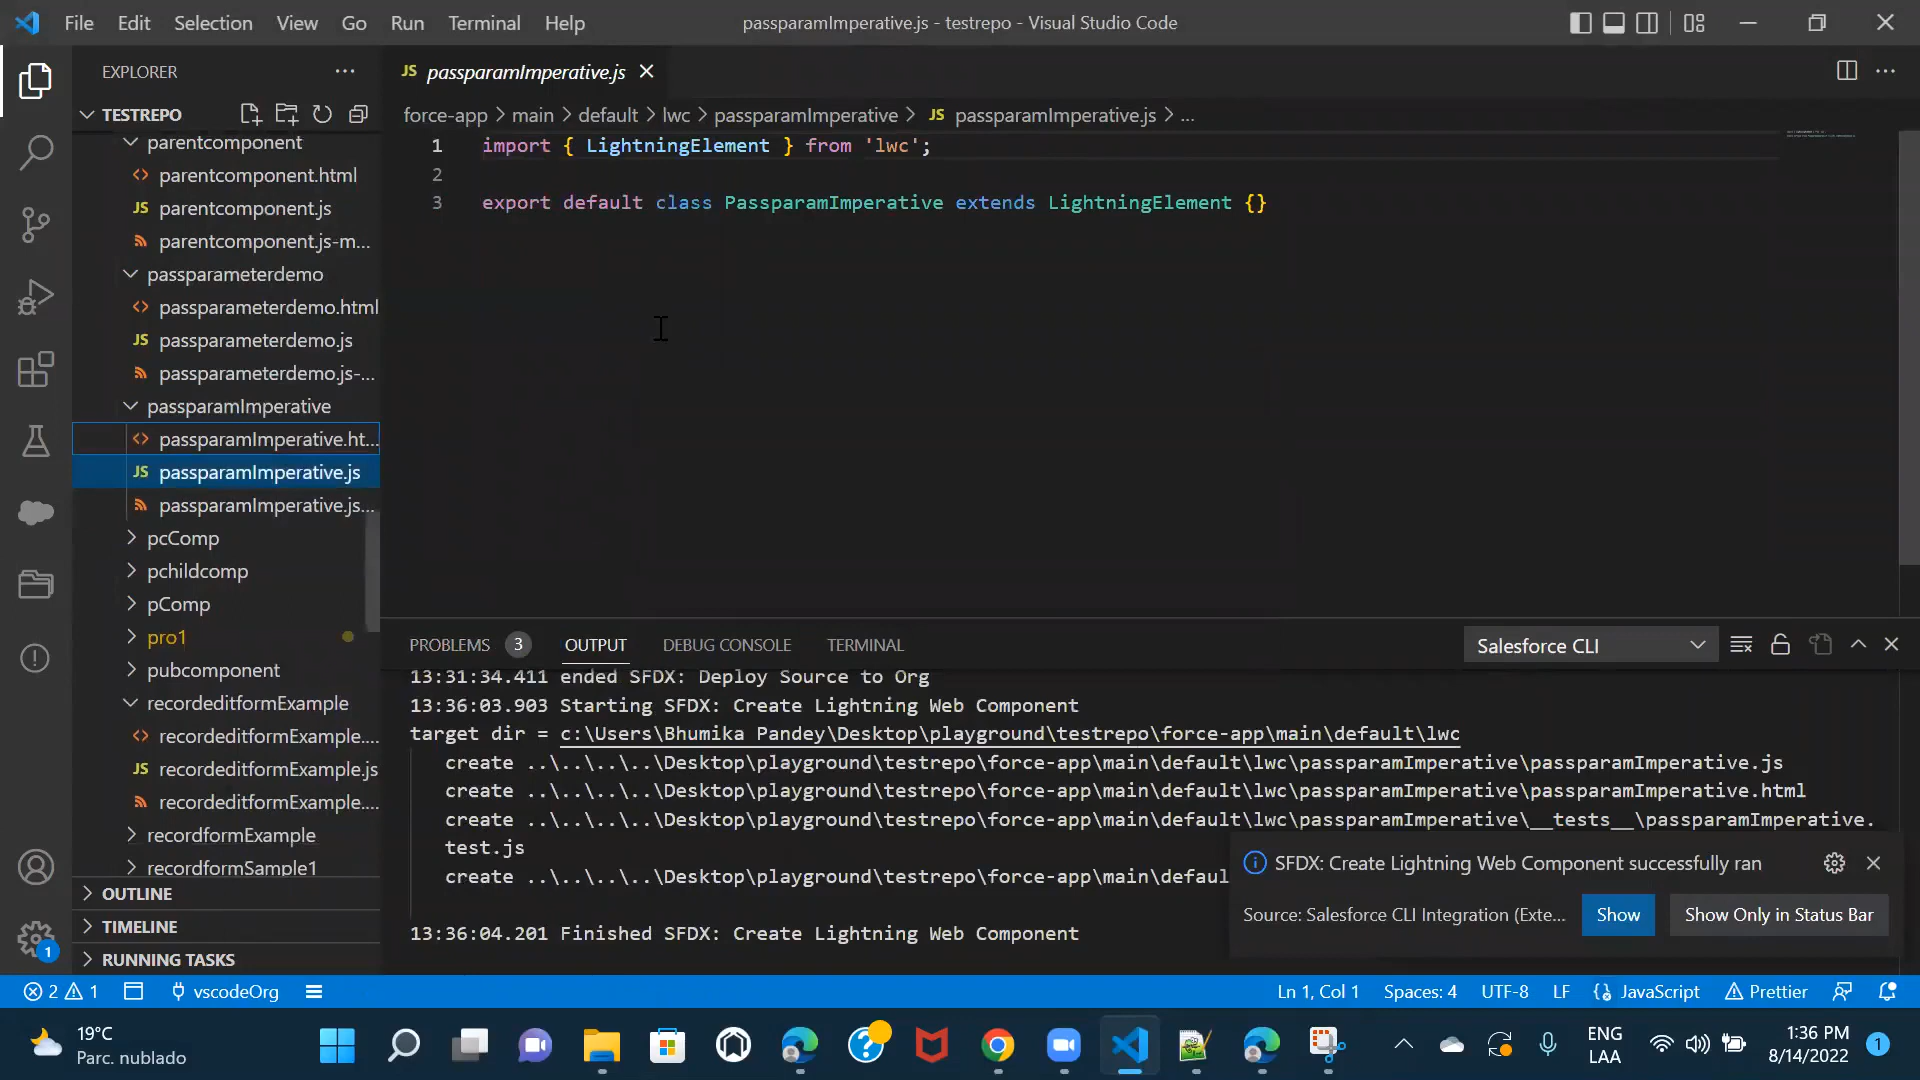 File Edit Selection View Go Run Terminal Help
passparamImperative.js - testrepo - Visual Studio Code
EXPLORER
TESTREPO
parentcomponent
parentcomponent.html
JS parentcomponent.js
parentcomponent.js-m...
passparameterdemo
passparameterdemo.html
JS passparameterdemo.js
passparameterdemo.js-...
passparamImperative
passparamImperative.ht...
JS passparamImperative.js
passparamImperative.js...
pcComp
pchildcomp
pComp
pro1
pubcomponent
recordeditformExample
recordeditformExample....
JS recordeditformExample.js
recordeditformExample....
recordformExample
recordformSample1
OUTLINE
TIMELINE
RUNNING TASKS
1
JS passparamImperative.js
force-app > main > default > lwc > passparamImperative > JS passparamImperative.js > ...
1 import { LightningElement } from 'lwc';
2
3 export default class PassparamImperative extends LightningElement {}
PROBLEMS 3 OUTPUT DEBUG CONSOLE TERMINAL
Salesforce CLI
13:31:34.411 ended SFDX: Deploy Source to Org
13:36:03.903 Starting SFDX: Create Lightning Web Component
target dir = c:\Users\Bhumika Pandey\Desktop\playground\testrepo\force-app\main\default\lwc
create ..\..\..\..\Desktop\playground\testrepo\force-app\main\default\lwc\passparamImperative\passparamImperative.js
create ..\..\..\..\Desktop\playground\testrepo\force-app\main\default\lwc\passparamImperative\passparamImperative.html
create ..\..\..\..\Desktop\playground\testrepo\force-app\main\default\lwc\passparamImperative\__tests__\passparamImperative.
test.js
create ..\..\..\..\Desktop\playground\testrepo\force-app\main\defaul
13:36:04.201 Finished SFDX: Create Lightning Web Component
SFDX: Create Lightning Web Component successfully ran
Source: Salesforce CLI Integration (Exte...
Show
Show Only in Status Bar
2 1 vscodeOrg
Ln 1, Col 1 Spaces: 4 UTF-8 LF JavaScript Prettier
19°C
Parc. nublado
ENG
LAA
1:36 PM
8/14/2022
1